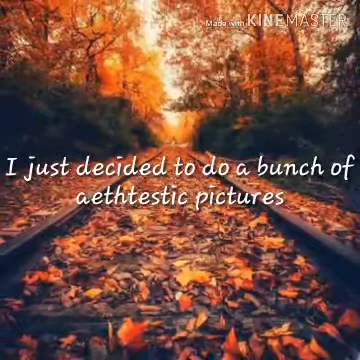 Made with KINEMASTER
I just decided to do a bunch of
aethtestic pictures